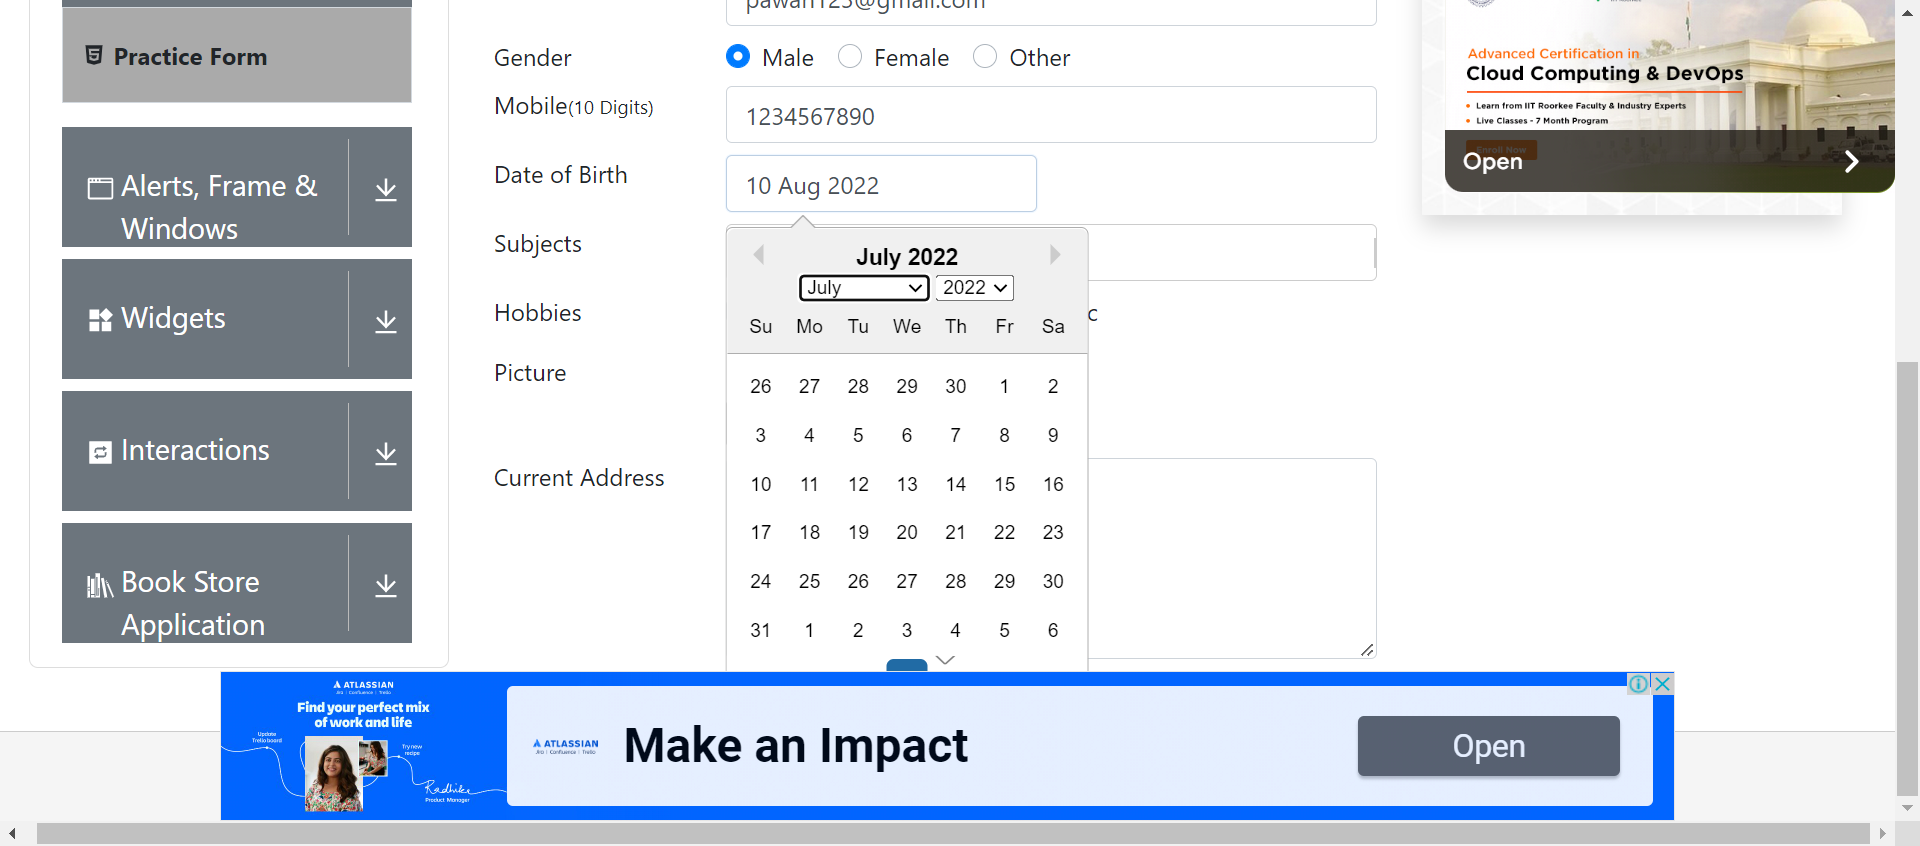 pawan123@gmail.com
Practice Form
Gender
Male
Female
Other
Mobile(10 Digits)
1234567890
Date of Birth
10 Aug 2022
Subjects
Hobbies
c
Picture
Current Address
July 2022
July
2022
Su Mo Tu We Th Fr Sa
26 27 28 29 30 1 2
3 4 5 6 7 8 9
10 11 12 13 14 15 16
17 18 19 20 21 22 23
24 25 26 27 28 29 30
31 1 2 3 4 5 6
Alerts, Frame &
Windows
Widgets
Interactions
Book Store
Application
Advanced Certification in
Cloud Computing & DevOps
Learn from IIT Roorkee Faculty & Industry Experts
Live Classes - 7 Month Program
Enroll Now
Open
ATLASSIAN
Jira | Confluence | Trello
Find your perfect mix
of work and life
Update
Trello board
Try new
recipe
Radhika
Product Manager
ATLASSIAN
Jira | Confluence | Trello
Make an Impact
Open